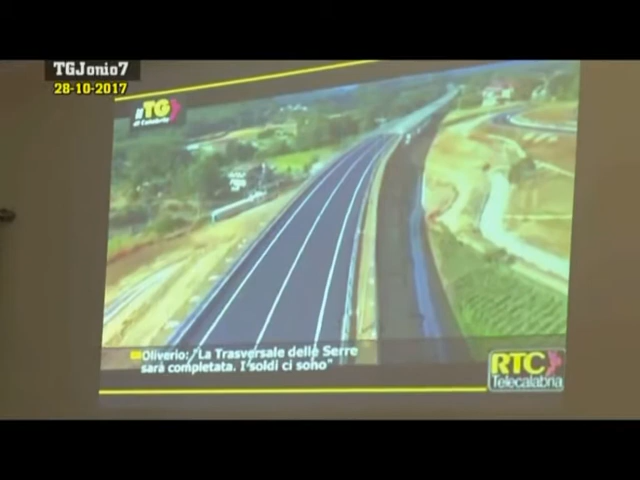 TGJonio7
28-10-2017
il TG
di Calabria
Oliverio: "La Trasversale delle Serre
sarà completata. I soldi ci sono"
RTC
Telecalabria